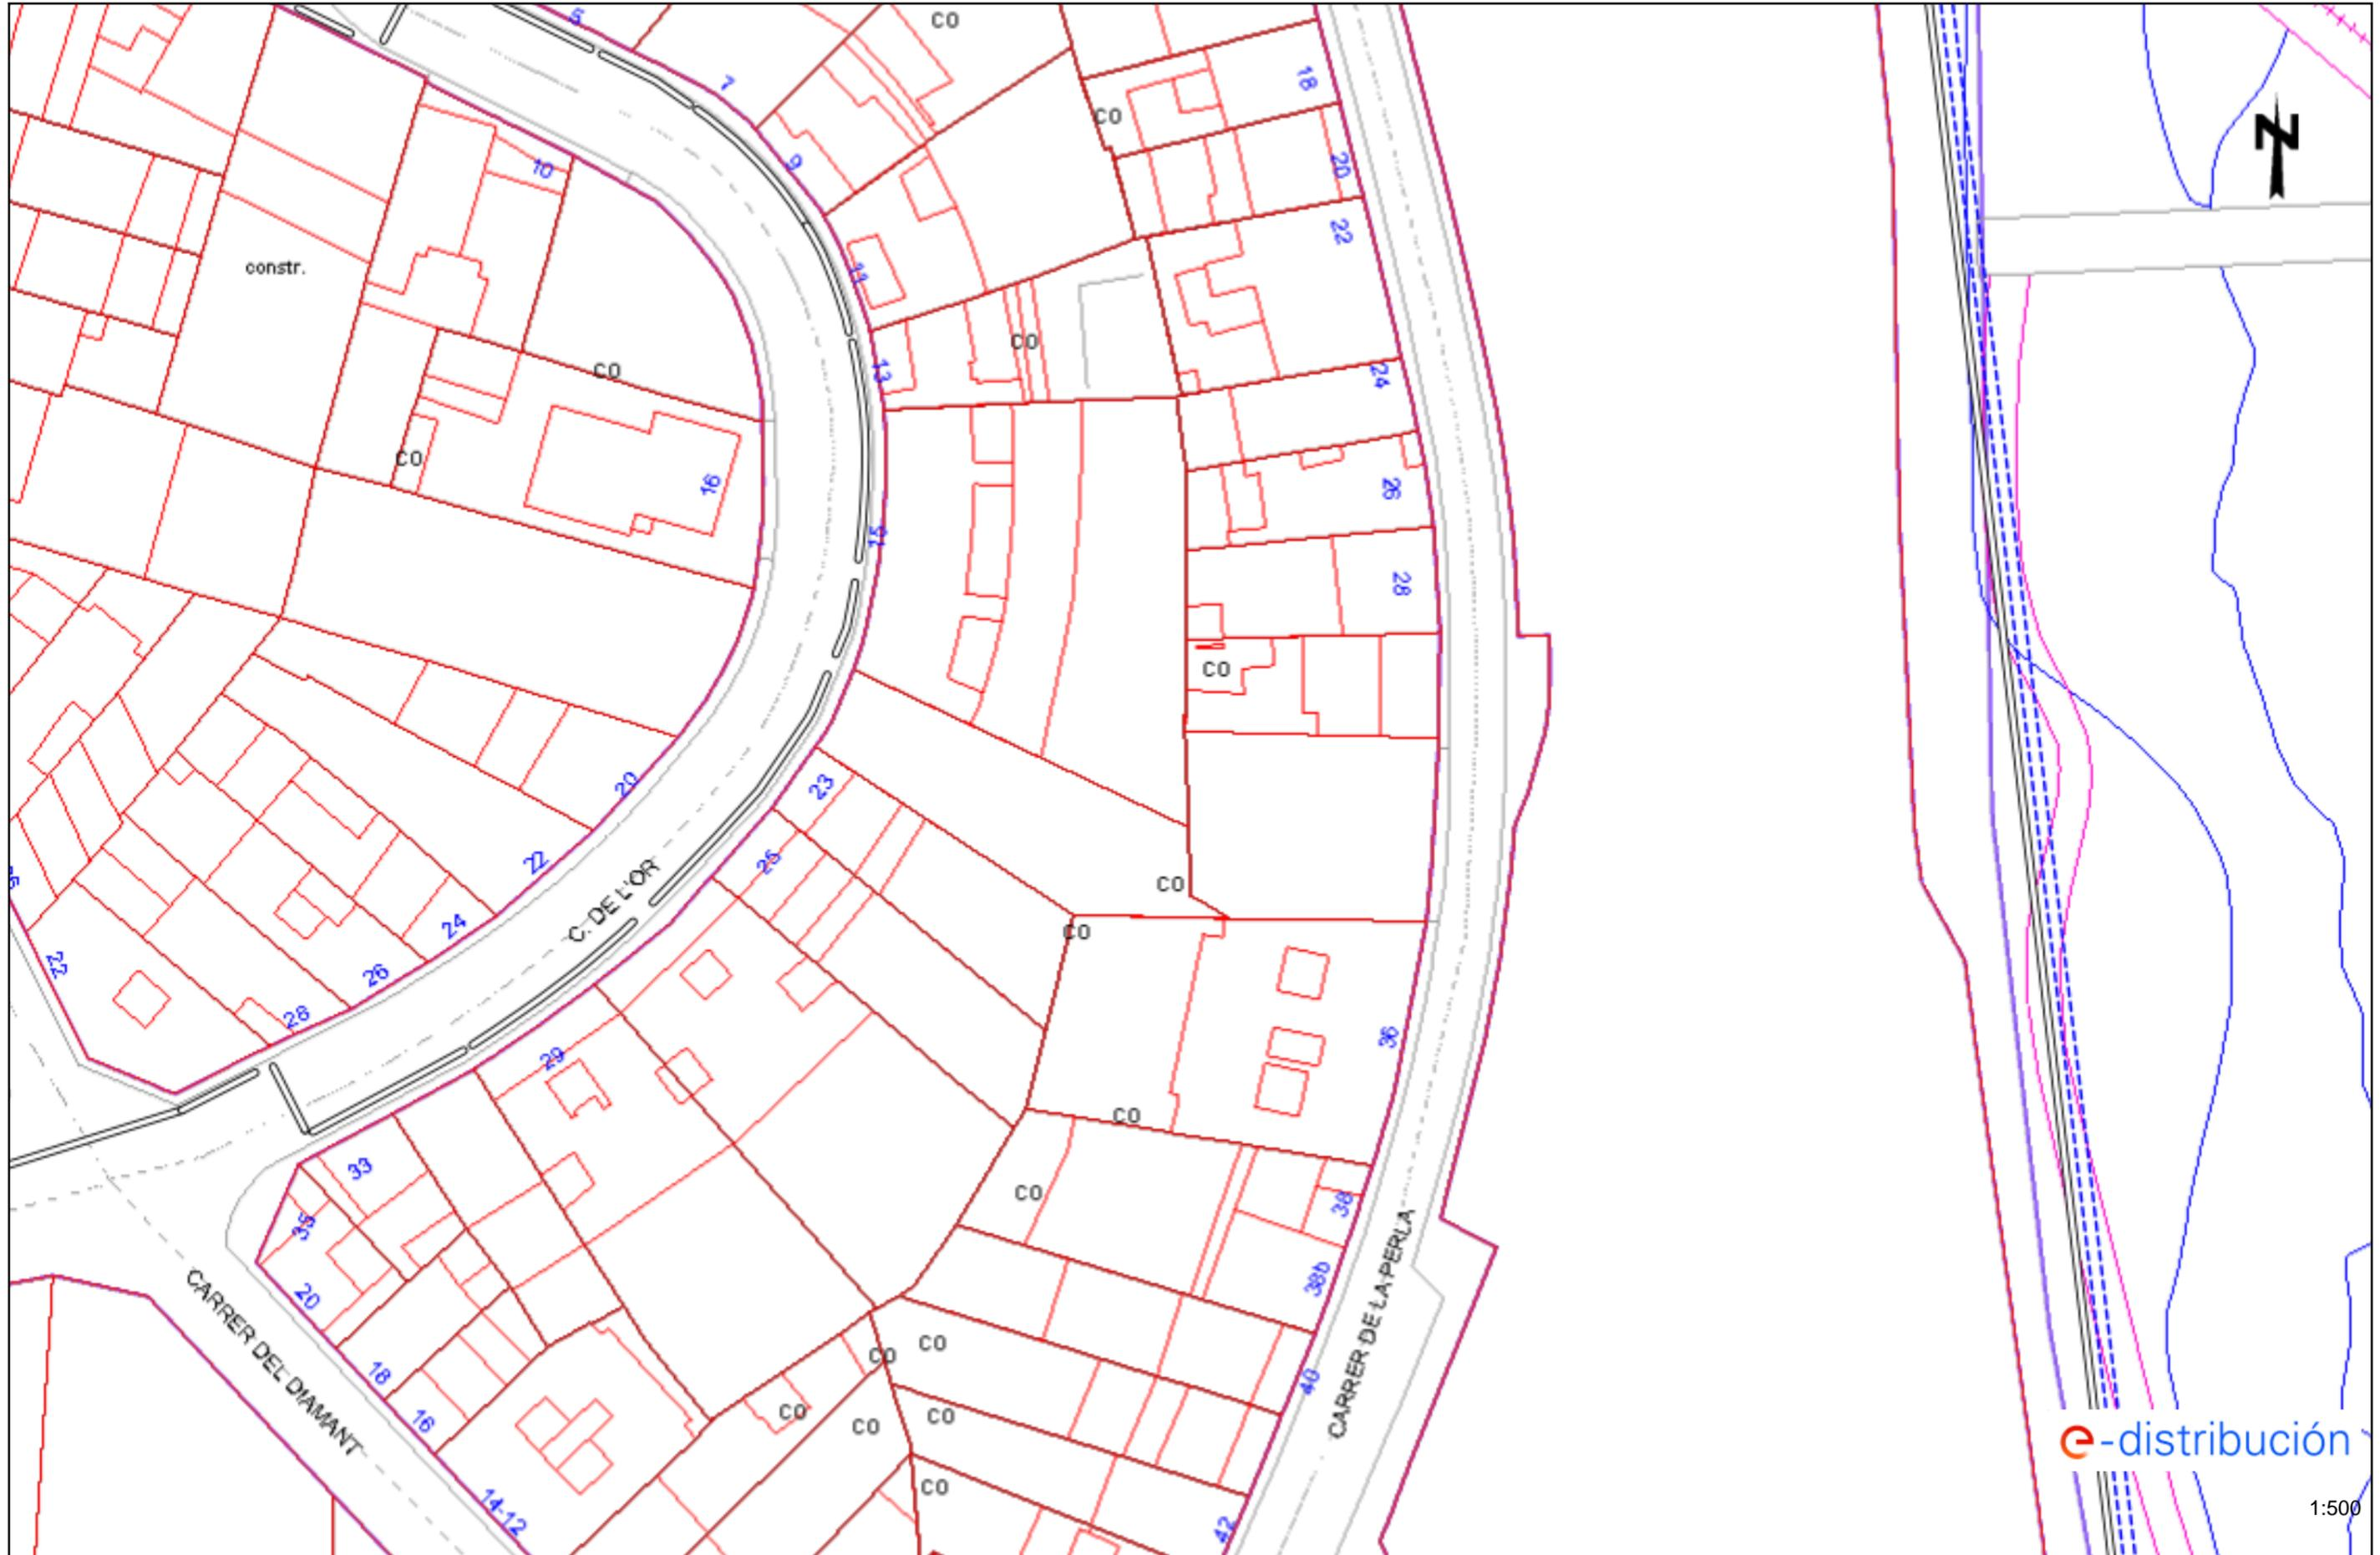 5
CO
7
18
CO
10
9
20
22
N
constr.
11
CO
13
24
CO
CO
16
26
15
28
CO
20
23
22
25
C. DE L'OR
24
CO
CO
22
26
28
29
36
CO
33
CO
38
35
38b
20
CARRER DEL DIAMANT
CARRER DE LA PERLA
CO
CO
18
40
CO
CO
CO
16
e-distribución
CO
14-12
42
1:500